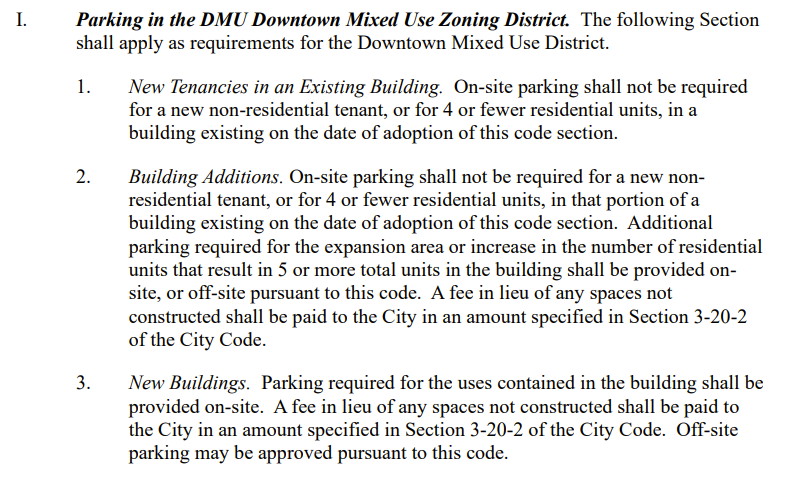 I. Parking in the DMU Downtown Mixed Use Zoning District. The following Section
shall apply as requirements for the Downtown Mixed Use District.
1. New Tenancies in an Existing Building. On-site parking shall not be required
for a new non-residential tenant, or for 4 or fewer residential units, in a
building existing on the date of adoption of this code section.
2. Building Additions. On-site parking shall not be required for a new non-
residential tenant, or for 4 or fewer residential units, in that portion of a
building existing on the date of adoption of this code section. Additional
parking required for the expansion area or increase in the number of residential
units that result in 5 or more total units in the building shall be provided on-
site, or off-site pursuant to this code. A fee in lieu of any spaces not
constructed shall be paid to the City in an amount specified in Section 3-20-2
of the City Code.
3. New Buildings. Parking required for the uses contained in the building shall be
provided on-site. A fee in lieu of any spaces not constructed shall be paid to
the City in an amount specified in Section 3-20-2 of the City Code. Off-site
parking may be approved pursuant to this code.